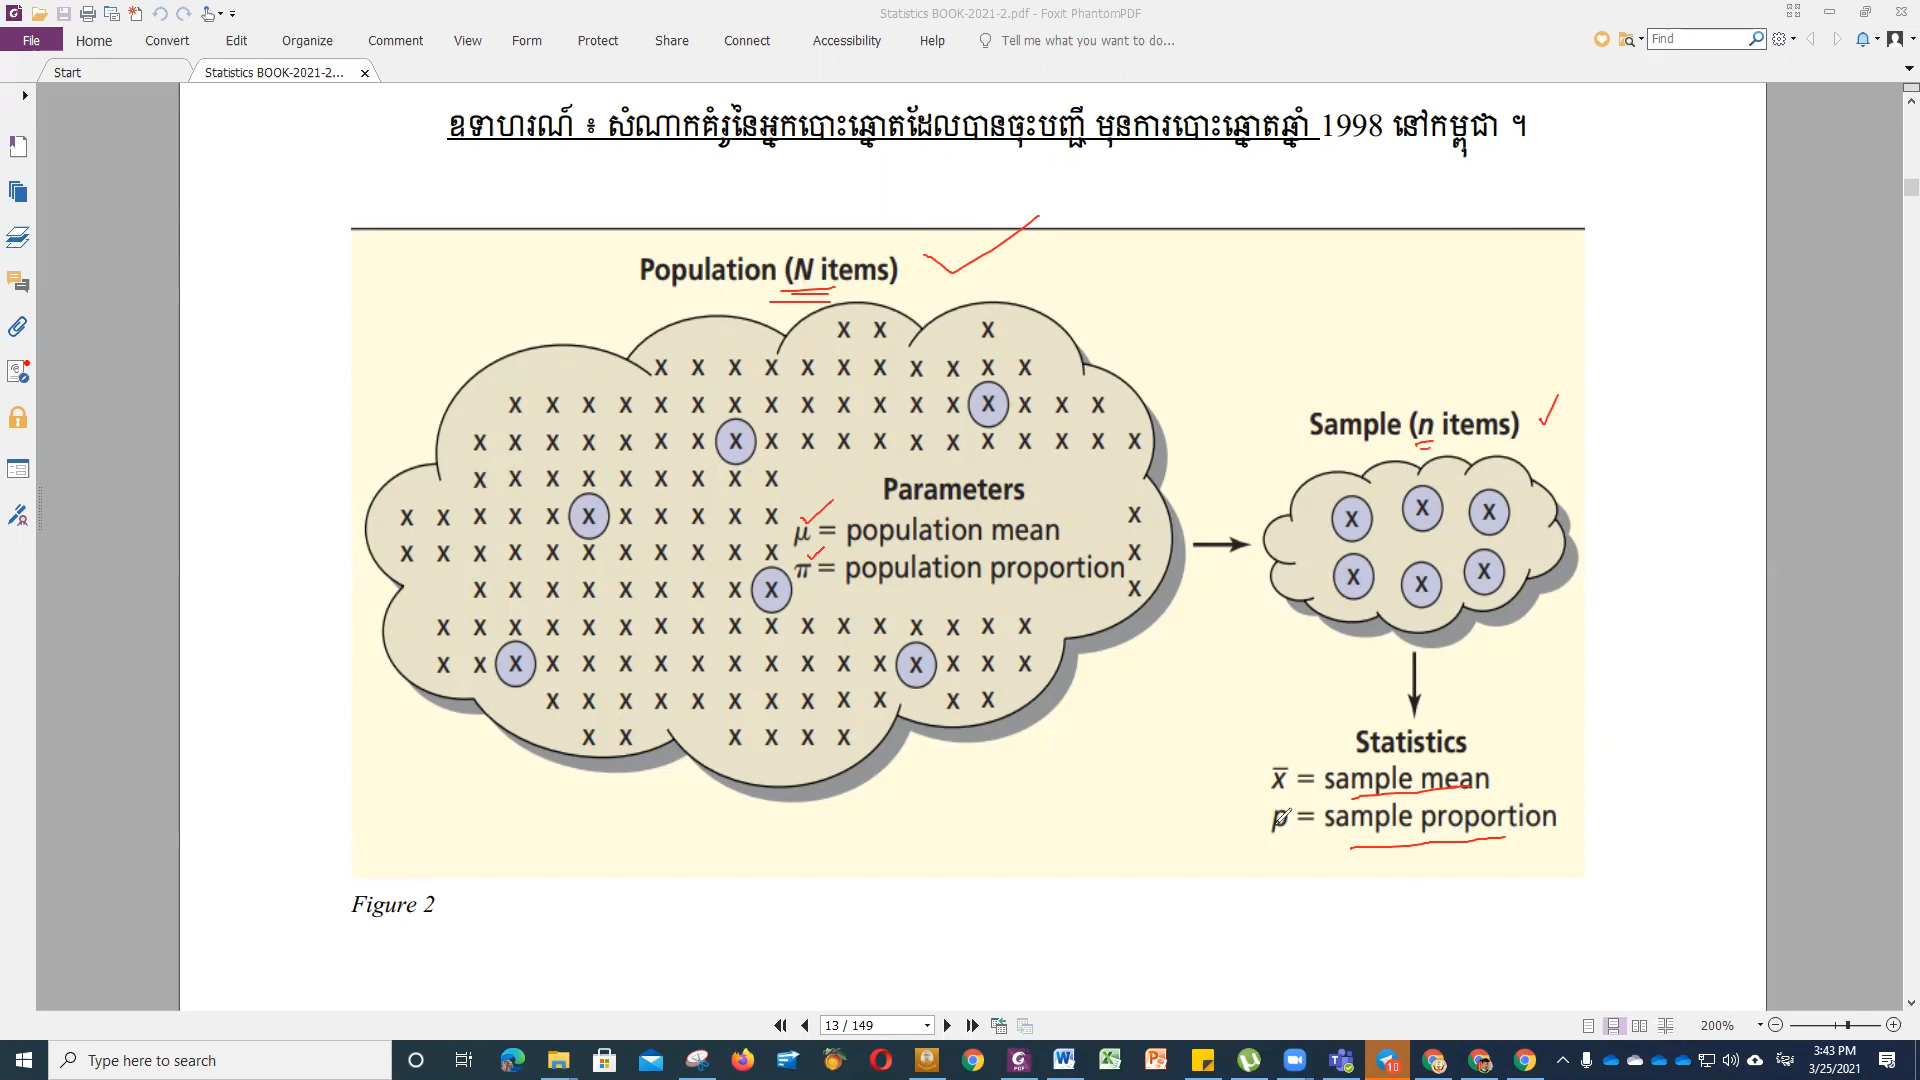 Statistics BOOK-2021-2.pdf - Foxit PhantomPDF
File Home Convert Edit Organize Comment View Form Protect Share Connect Accessibility Help Tell me what you want to do... Find
Start Statistics BOOK-2021-2...
ឧទាហរណ៍ ៖ សំណាកគំរូនៃអ្នកបោះឆ្នោតដែលបានចុះបញ្ជី មុនការបោះឆ្នោតឆ្នាំ 1998 នៅកម្ពុជា ។
Population (N items)
X X X
X X X X X X X X X X X
X X X X X X X X X X X X X X X X X
X X X X X X X X X X X X X X X X X X X
X X X X X X X X X
Parameters
X X X X X X X X X X X X
μ = population mean
X X X X X X X X X X X X
π = population proportion
X X X X X X X X X X
X X X X X X X X X X X X X X X X X
X X X X X X X X X X X X X X X X X
X X X X X X X X X X X X
X X X X X X
Sample (n items)
X X X
X X X
Statistics
x̅ = sample mean
p = sample proportion
Figure 2
13 / 149
200%
Type here to search
10
3:43 PM
3/25/2021